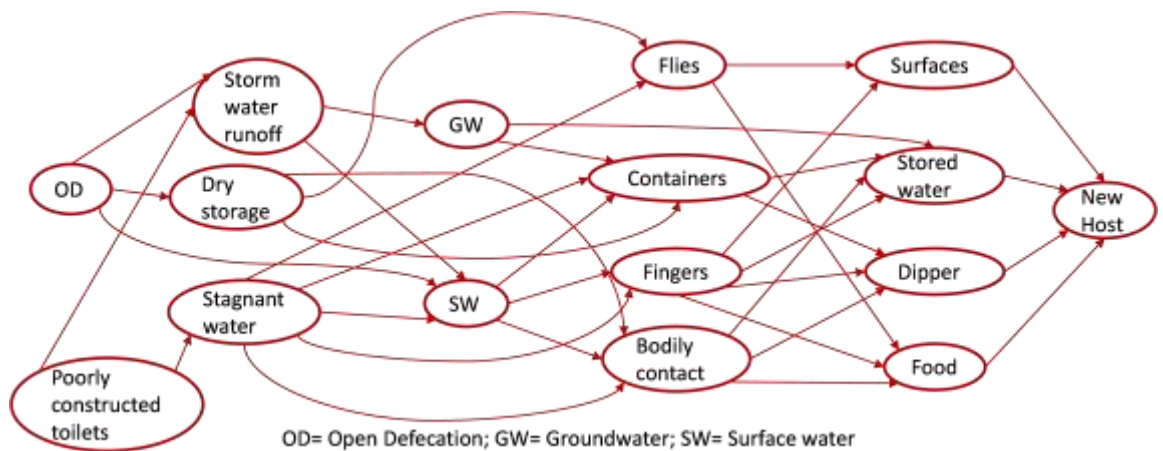 Storm
water
runoff
Flies
Surfaces
GW
OD
Dry
storage
Containers
Stored
water
New
Host
Stagnant
water
SW
Fingers
Dipper
Poorly
constructed
toilets
Bodily
contact
Food
OD= Open Defecation; GW= Groundwater; SW= Surface water